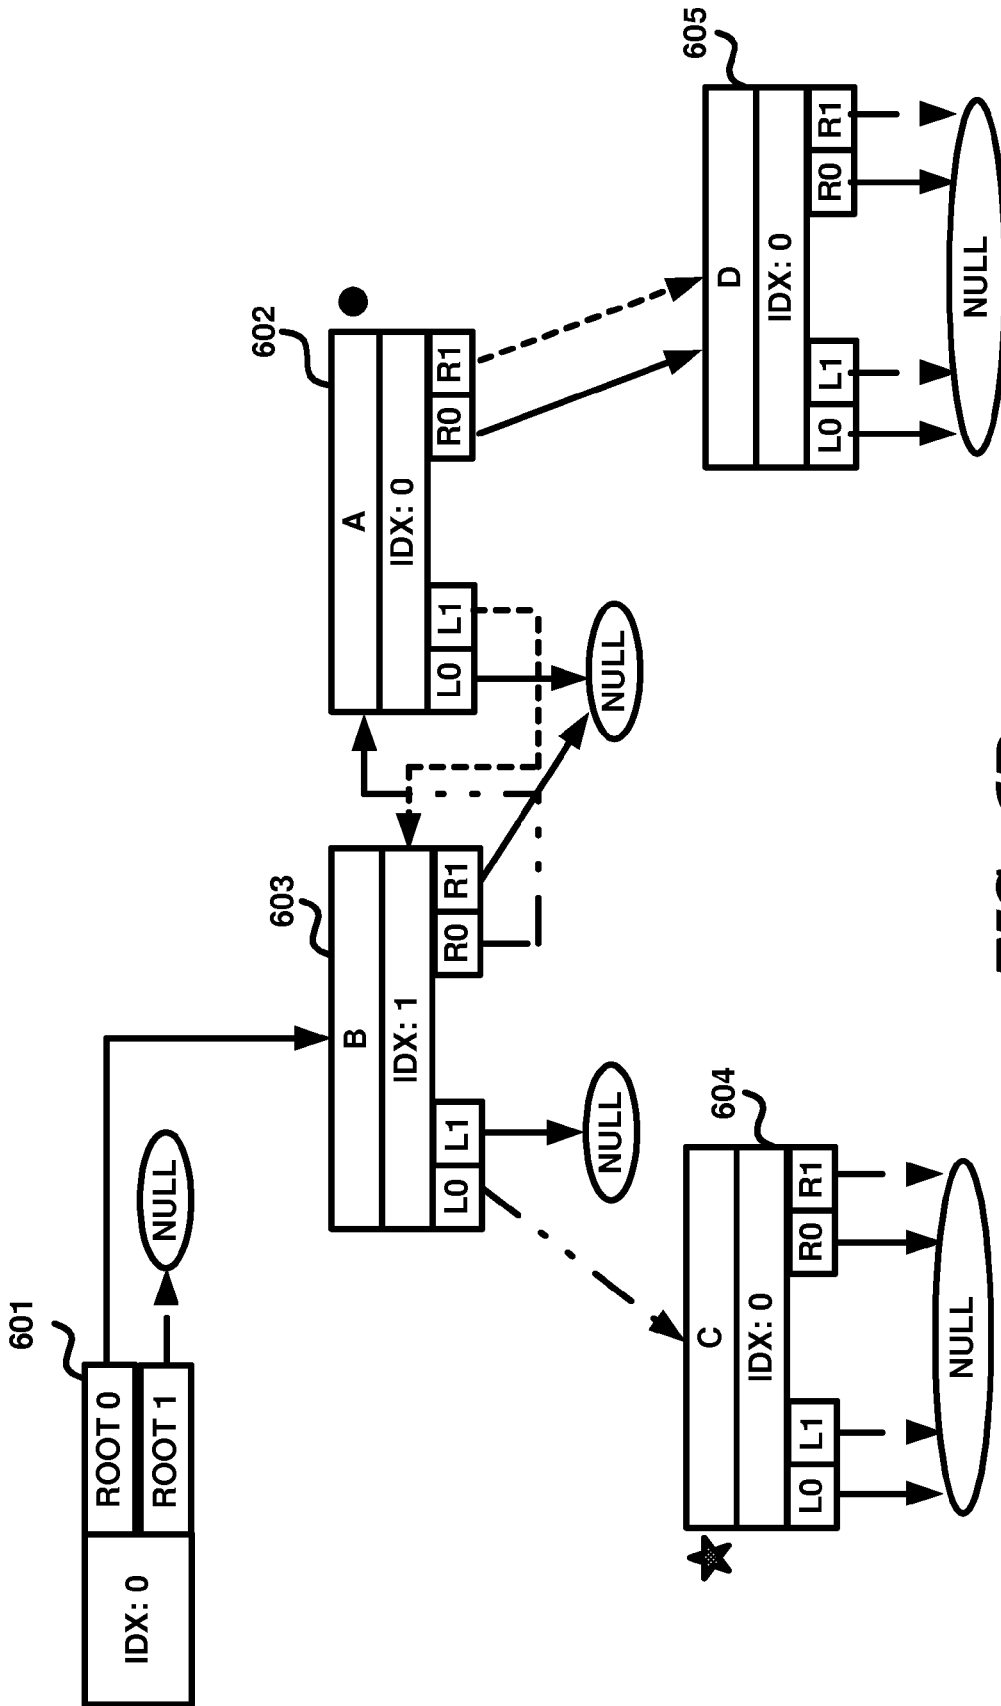 601
IDX: 0
ROOT 0
ROOT 1
NULL
603
B
IDX: 1
L0 L1 R0 R1
602
A
IDX: 0
L0 L1 R0 R1
NULL
NULL
604
C
IDX: 0
L0 L1 R0 R1
NULL
605
D
IDX: 0
L0 L1 R0 R1
NULL